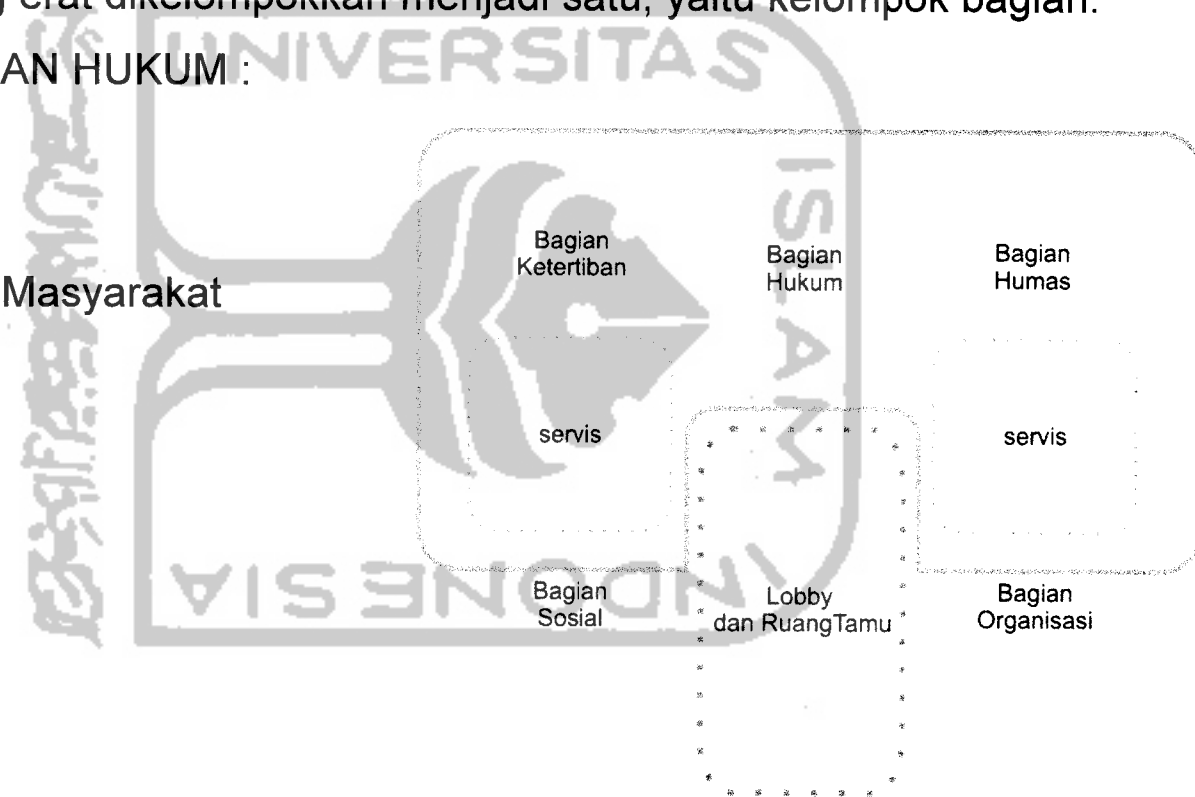 erat dikelompokkan menjadi satu, yaitu kelompok bagian:
AN HUKUM :
UNIVERSITAS
ISLAM
INDONESIA
Bagian
Ketertiban
Bagian
Hukum
Bagian
Humas
Masyarakat
servis
servis
Bagian
Sosial
Lobby
dan RuangTamu
Bagian
Organisasi